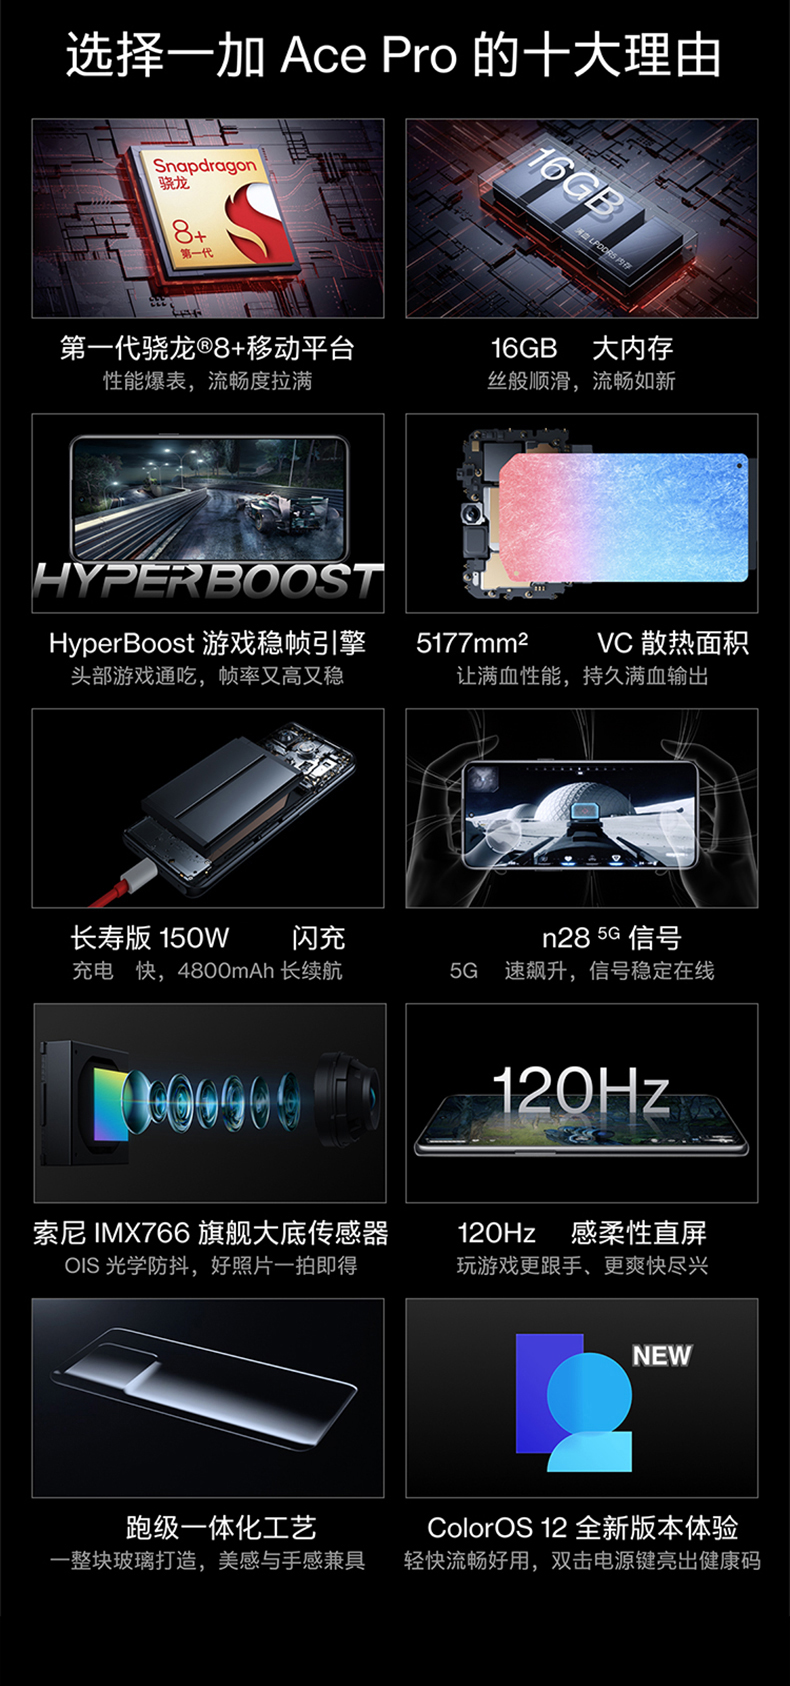 选择一加 Ace Pro 的十大理由
Snapdragon
骁龙
8+
第一代
16GB
满血 LPDDR5 内存
第一代骁龙®8+移动平台
性能爆表，流畅度拉满
16GB 大内存
丝般顺滑，流畅如新
HYPERBOOST
HyperBoost 游戏稳帧引擎
头部游戏通吃，帧率又高又稳
5177mm² VC 散热面积
让满血性能，持久满血输出
长寿版 150W 闪充
充电 快，4800mAh 长续航
n28 5G 信号
5G 速飙升，信号稳定在线
120Hz
索尼 IMX766 旗舰大底传感器
OIS 光学防抖，好照片一拍即得
120Hz 感柔性直屏
玩游戏更跟手、更爽快尽兴
NEW
跑级一体化工艺
一整块玻璃打造，美感与手感兼具
ColorOS 12 全新版本体验
轻快流畅好用，双击电源键亮出健康码